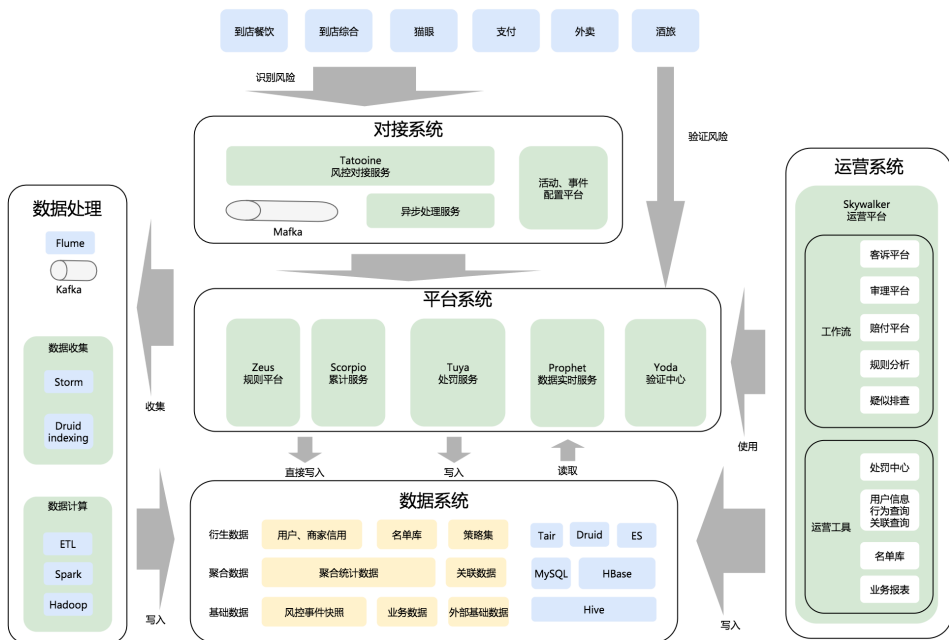 到店餐饮
到店综合
猫眼
支付
外卖
酒旅
识别风险
验证风险
对接系统
Tatooine
风控对接服务
异步处理服务
Mafka
活动、事件
配置平台
数据处理
Flume
Kafka
数据收集
Storm
Druid
indexing
数据计算
ETL
Spark
Hadoop
收集
写入
平台系统
Zeus
规则平台
Scorpio
累计服务
Tuya
处罚服务
Prophet
数据实时服务
Yoda
验证中心
直接写入
写入
读取
数据系统
衍生数据
用户、商家信用
名单库
策略集
Tair
Druid
ES
聚合数据
聚合统计数据
关联数据
MySQL
HBase
基础数据
风控事件快照
业务数据
外部基础数据
Hive
使用
写入
运营系统
Skywalker
运营平台
工作流
客诉平台
审理平台
赔付平台
规则分析
疑似排查
运营工具
处罚中心
用户信息
行为查询
关联查询
名单库
业务报表